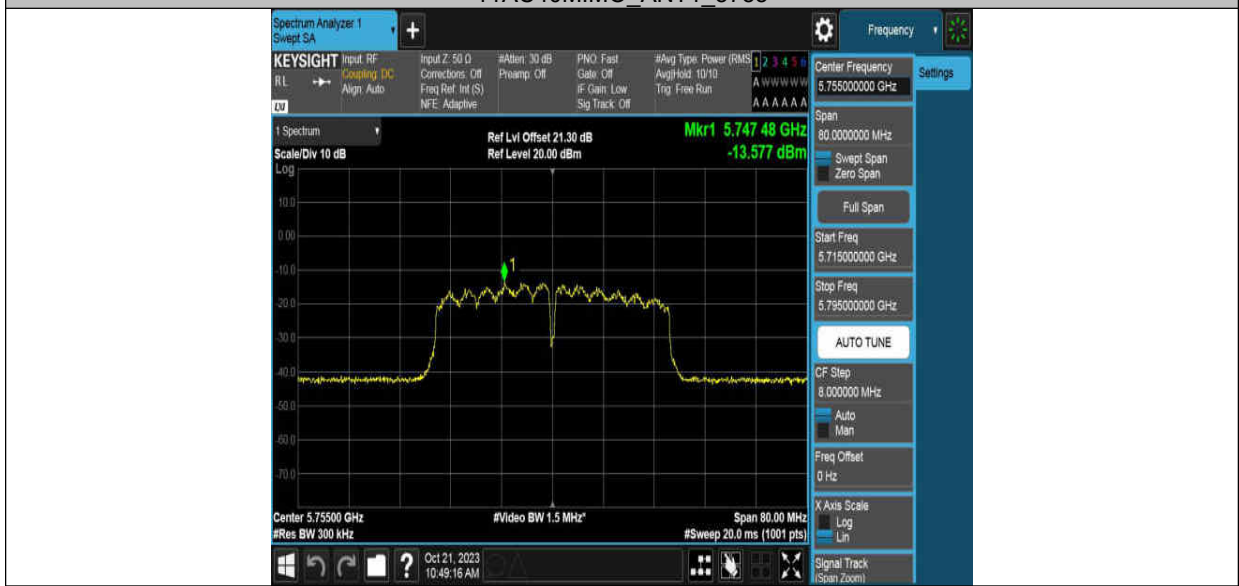 Spectrum Analyzer 1
Swept SA
+
Frequency
KEYSIGHT
RL
LXI
Input: RF
Coupling: DC
Align: Auto
Input Z: 50 Ω
Corrections: Off
Freq Ref: Int (S)
NFE: Adaptive
#Atten: 30 dB
Preamp: Off
PNO: Fast
Gate: Off
IF Gain: Low
Sig Track: Off
#Avg Type: Power (RMS
Avg|Hold: 10/10
Trig: Free Run
1 2 3 4 5 6
A W W W W W
A A A A A A
1 Spectrum
Scale/Div 10 dB
Log
Ref Lvl Offset 21.30 dB
Ref Level 20.00 dBm
Mkr1 5.747 48 GHz
-13.577 dBm
10.0
0.00
-10.0
-20.0
-30.0
-40.0
-50.0
-60.0
-70.0
1
Center 5.75500 GHz
#Res BW 300 kHz
#Video BW 1.5 MHz*
Span 80.00 MHz
#Sweep 20.0 ms (1001 pts)
Center Frequency
5.755000000 GHz
Settings
Span
80.0000000 MHz
Swept Span
Zero Span
Full Span
Start Freq
5.715000000 GHz
Stop Freq
5.795000000 GHz
AUTO TUNE
CF Step
8.000000 MHz
Auto
Man
Freq Offset
0 Hz
X Axis Scale
Log
Lin
Signal Track
(Span Zoom)
?
Oct 21, 2023
10:49:16 AM